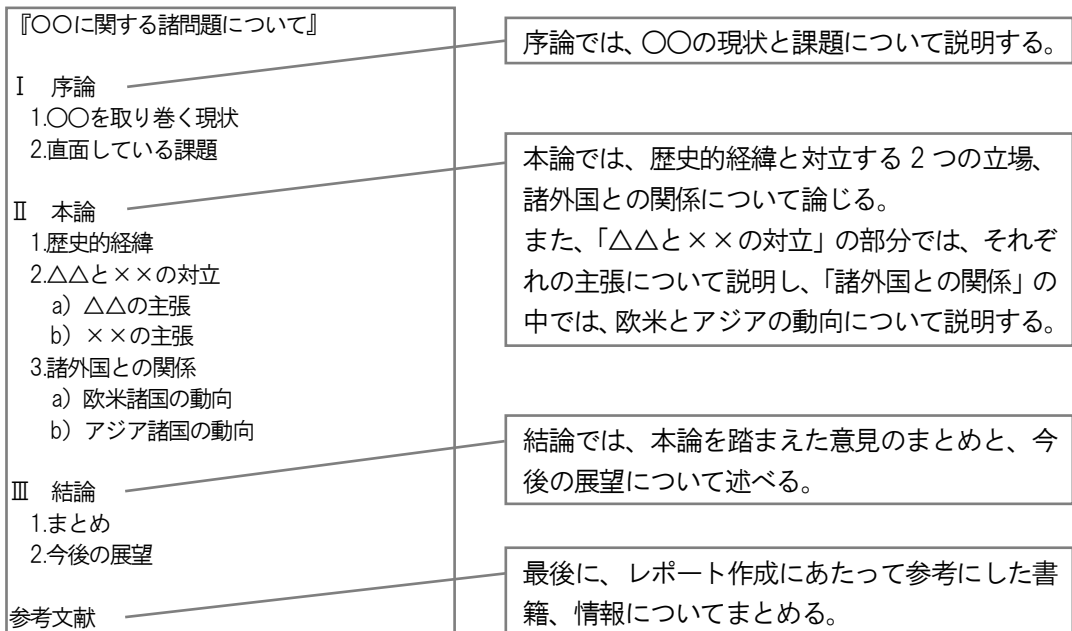 『○○に関する諸問題について』
Ⅰ 序論
1.○○を取り巻く現状
2.直面している課題
Ⅱ 本論
1.歴史的経緯
2.△△と××の対立
a) △△の主張
b) ××の主張
3.諸外国との関係
a) 欧米諸国の動向
b) アジア諸国の動向
Ⅲ 結論
1.まとめ
2.今後の展望
参考文献
序論では、○○の現状と課題について説明する。
本論では、歴史的経緯と対立する 2 つの立場、
諸外国との関係について論じる。
また、「△△と××の対立」の部分では、それぞ
れの主張について説明し、「諸外国との関係」の
中では、欧米とアジアの動向について説明する。
結論では、本論を踏まえた意見のまとめと、今
後の展望について述べる。
最後に、レポート作成にあたって参考にした書
籍、情報についてまとめる。